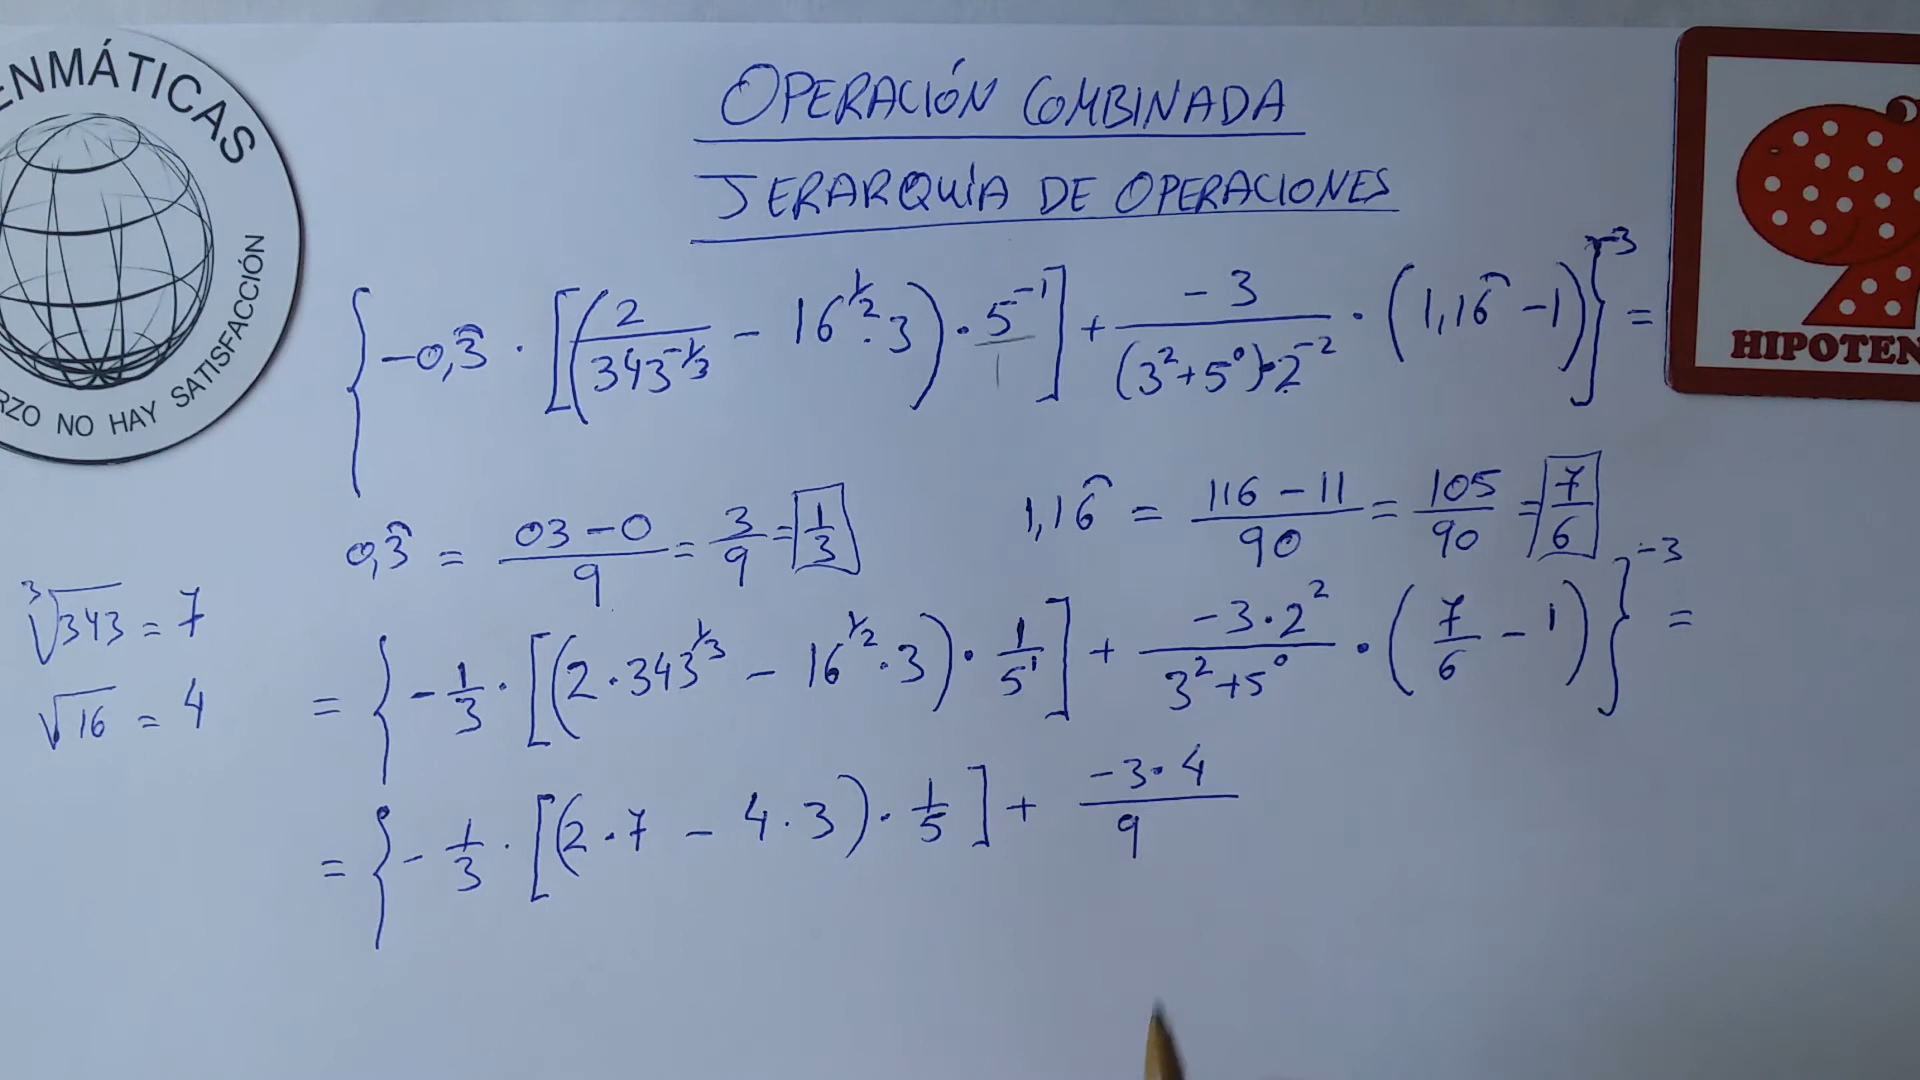 ENMÁTICAS
RZO NO HAY SATISFACCIÓN
OPERACIÓN COMBINADA
JERARQUÍA DE OPERACIONES
HIPOTEN
{-0,3̂ · [(2/343^(-1/3) - 16^(1/2) · 3) · 5^(-1)/1] + -3/((3²+5⁰)·2^(-2)) · (1,16̂ - 1)}^(-3) =
0,3̂ = (03-0)/9 = 3/9 = 1/3
1,16̂ = (116-11)/90 = 105/90 = 7/6
∛343 = 7
√16 = 4
= {-1/3 · [(2·343^(1/3) - 16^(1/2)·3) · 1/5¹] + (-3·2²)/(3²+5⁰) · (7/6 - 1)}^(-3) =
= {-1/3 · [(2·7 - 4·3) · 1/5] + (-3·4)/9